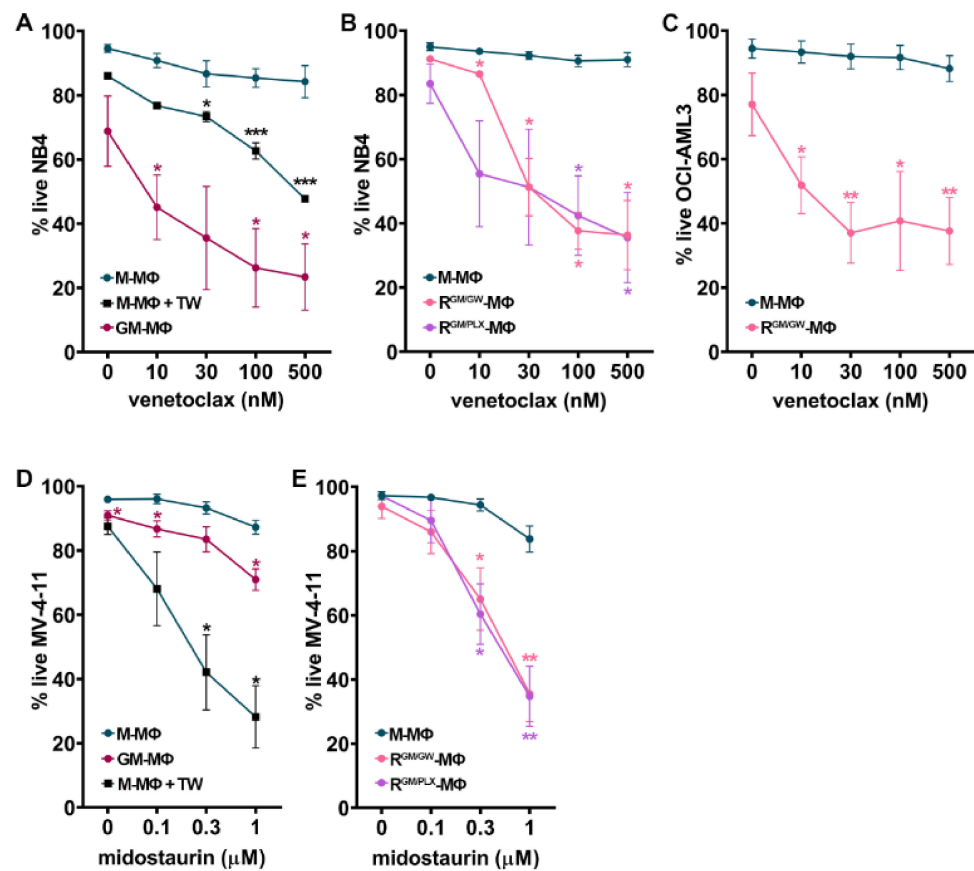 A
100
80
60
40
20
0
% live NB4
*
***
***
*
*
*
M-MΦ
M-MΦ + TW
GM-MΦ
0 10 30 100 500
venetoclax (nM)
B
100
80
60
40
20
0
% live NB4
*
*
*
*
*
*
M-MΦ
R^GM/GW-MΦ
R^GM/PLX-MΦ
0 10 30 100 500
venetoclax (nM)
C
100
80
60
40
20
0
% live OCI-AML3
*
**
*
**
M-MΦ
R^GM/GW-MΦ
0 10 30 100 500
venetoclax (nM)
D
100
80
60
40
20
0
% live MV-4-11
*
*
*
*
*
M-MΦ
GM-MΦ
M-MΦ + TW
0 0.1 0.3 1
midostaurin (μM)
E
100
80
60
40
20
0
% live MV-4-11
*
*
**
**
M-MΦ
R^GM/GW-MΦ
R^GM/PLX-MΦ
0 0.1 0.3 1
midostaurin (μM)